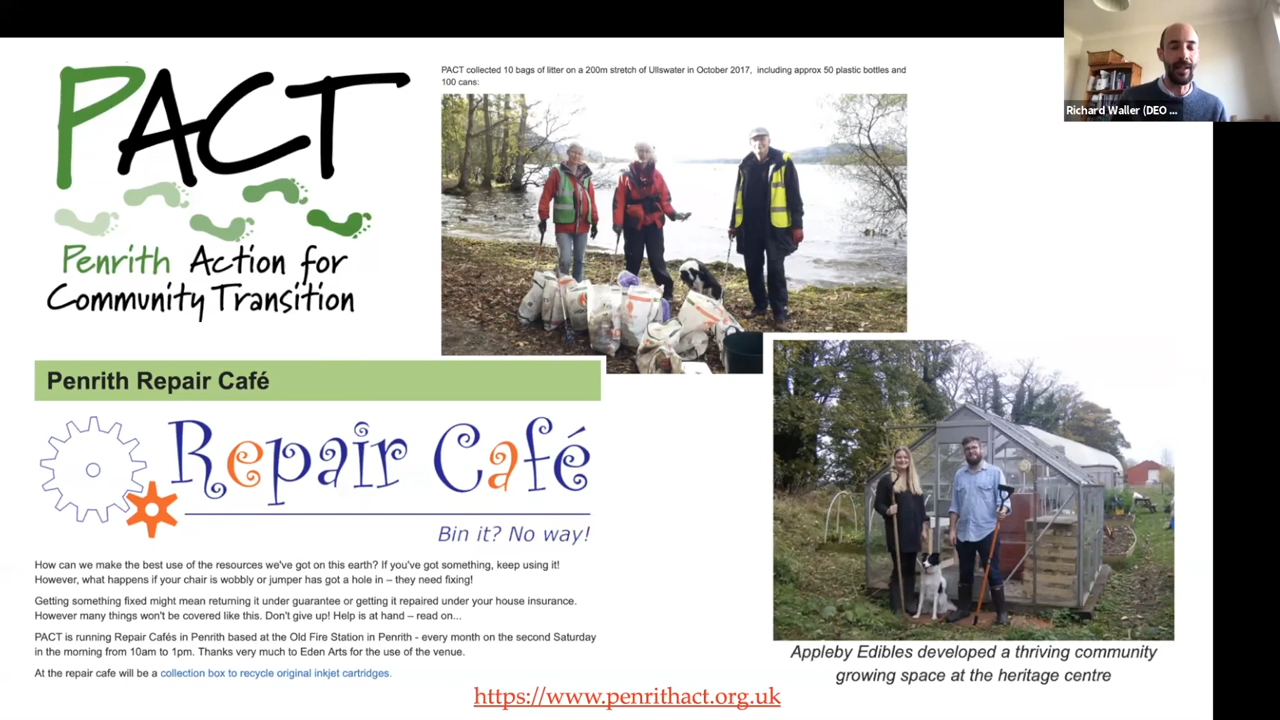 PACT
Penrith Action for
Community Transition
PACT collected 10 bags of litter on a 200m stretch of Ullswater in October 2017, including approx 50 plastic bottles and
100 cans:
Richard Waller (DEO ...
Penrith Repair Café
Repair Café
Bin it? No way!
How can we make the best use of the resources we've got on this earth? If you've got something, keep using it!
However, what happens if your chair is wobbly or jumper has got a hole in – they need fixing!
Getting something fixed might mean returning it under guarantee or getting it repaired under your house insurance.
However many things won't be covered like this. Don't give up! Help is at hand – read on...
PACT is running Repair Cafés in Penrith based at the Old Fire Station in Penrith - every month on the second Saturday
in the morning from 10am to 1pm. Thanks very much to Eden Arts for the use of the venue.
At the repair cafe will be a collection box to recycle original inkjet cartridges.
Appleby Edibles developed a thriving community
growing space at the heritage centre
https://www.penrithact.org.uk